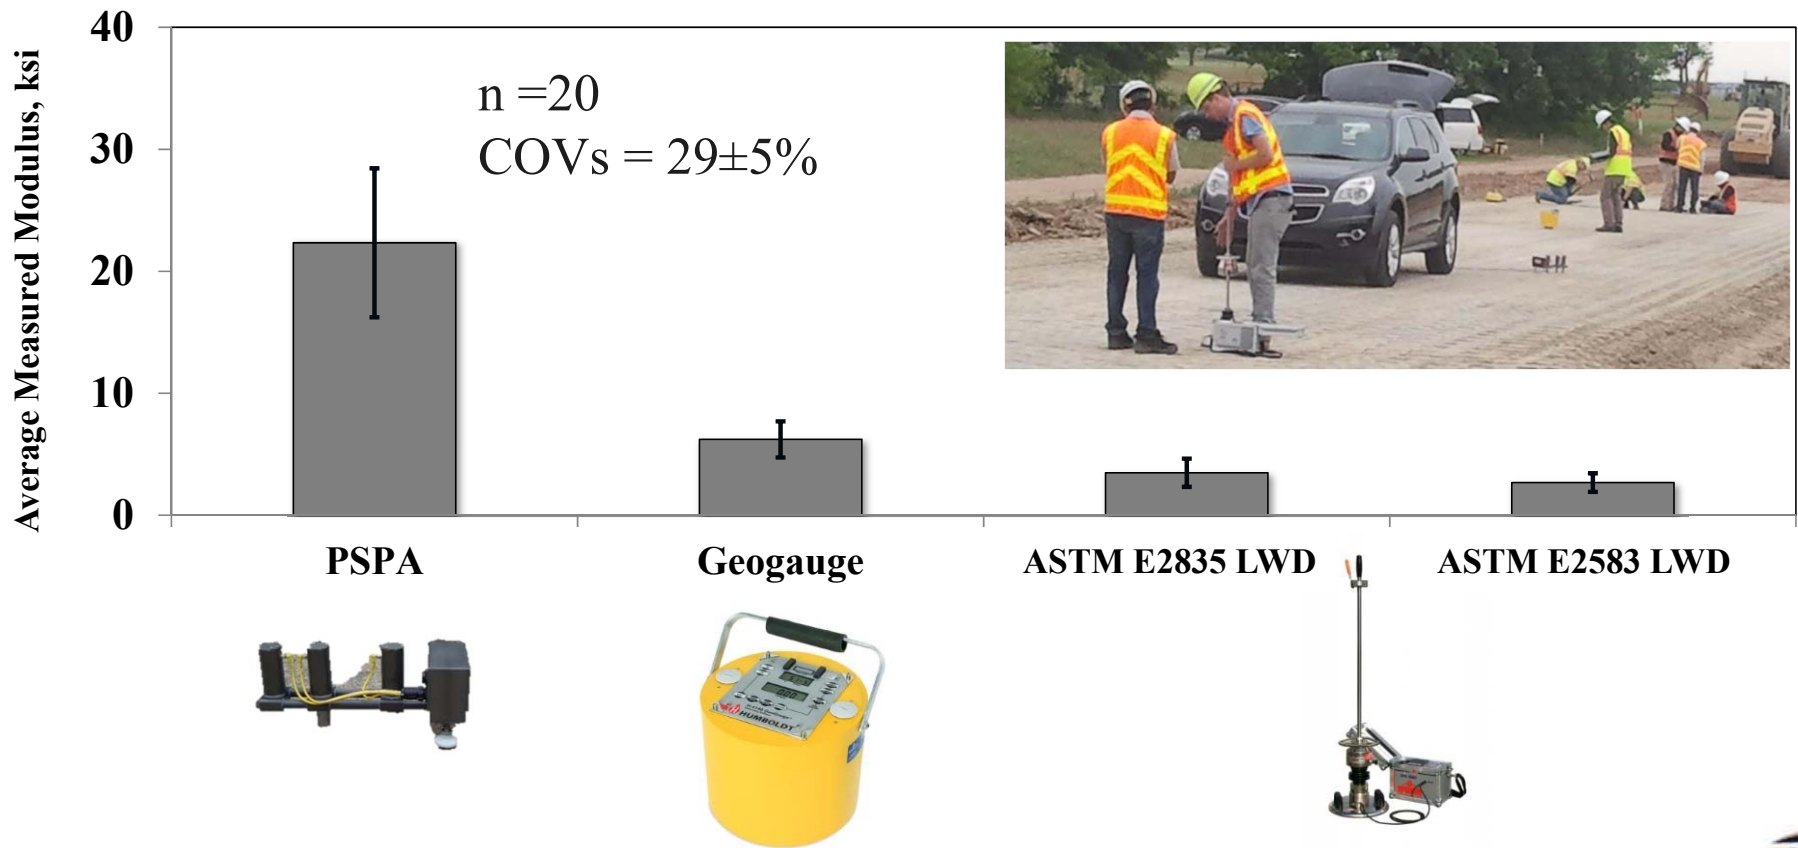 Average Measured Modulus, ksi
40
30
20
10
0
n =20
COVs = 29±5%
PSPA
Geogauge
ASTM E2835 LWD
ASTM E2583 LWD
HUMBOLDT